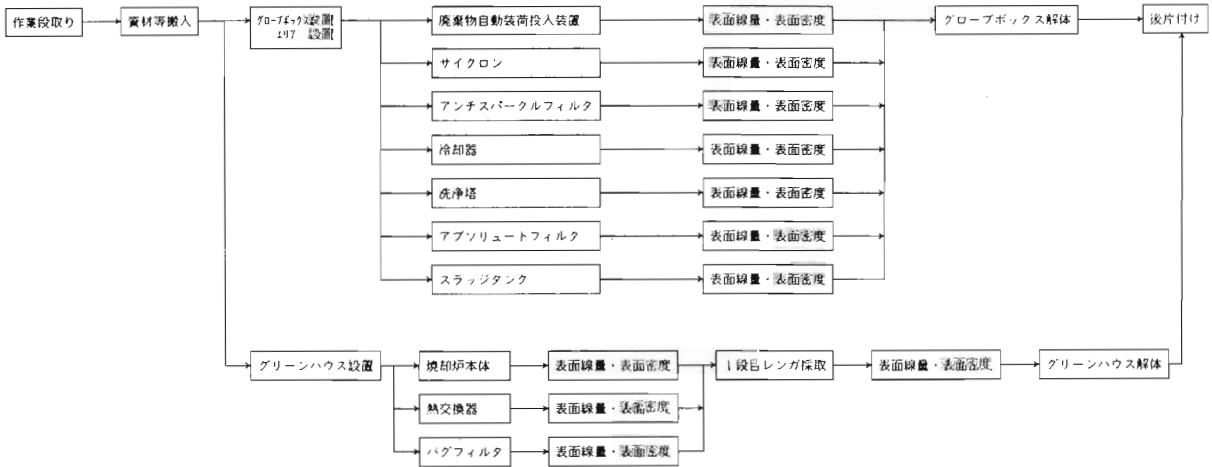 作業段取り
資材等搬入
グローブボックス設置
エリア 設置
廃棄物自動装荷投入装置
表面線量・表面密度
グローブボックス解体
後片付け
サイクロン
表面線量・表面密度
アンチスパークルフィルタ
表面線量・表面密度
冷却器
表面線量・表面密度
洗浄塔
表面線量・表面密度
アブソリュートフィルタ
表面線量・表面密度
スラッジタンク
表面線量・表面密度
グリーンハウス設置
焼却炉本体
表面線量・表面密度
1段目レンガ採取
表面線量・表面密度
グリーンハウス解体
熱交換器
表面線量・表面密度
バグフィルタ
表面線量・表面密度